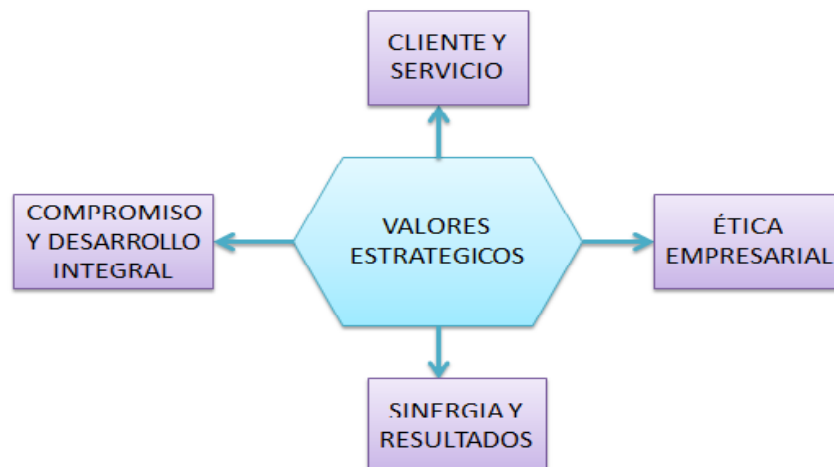 CLIENTE Y
SERVICIO
COMPROMISO
Y DESARROLLO
INTEGRAL
VALORES
ESTRATEGICOS
ÉTICA
EMPRESARIAL
SINERGIA Y
RESULTADOS